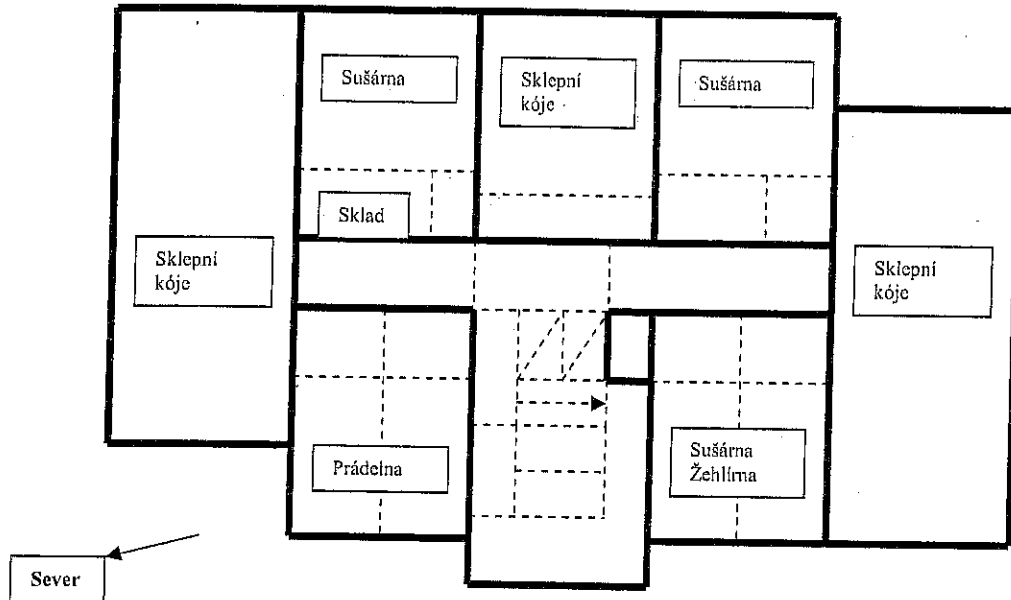 Sušárna
Sklepní
kóje
Sušárna
Sklad
Sklepní
kóje
Sklepní
kóje
Prádelna
Sušárna
Žehlírna
Sever